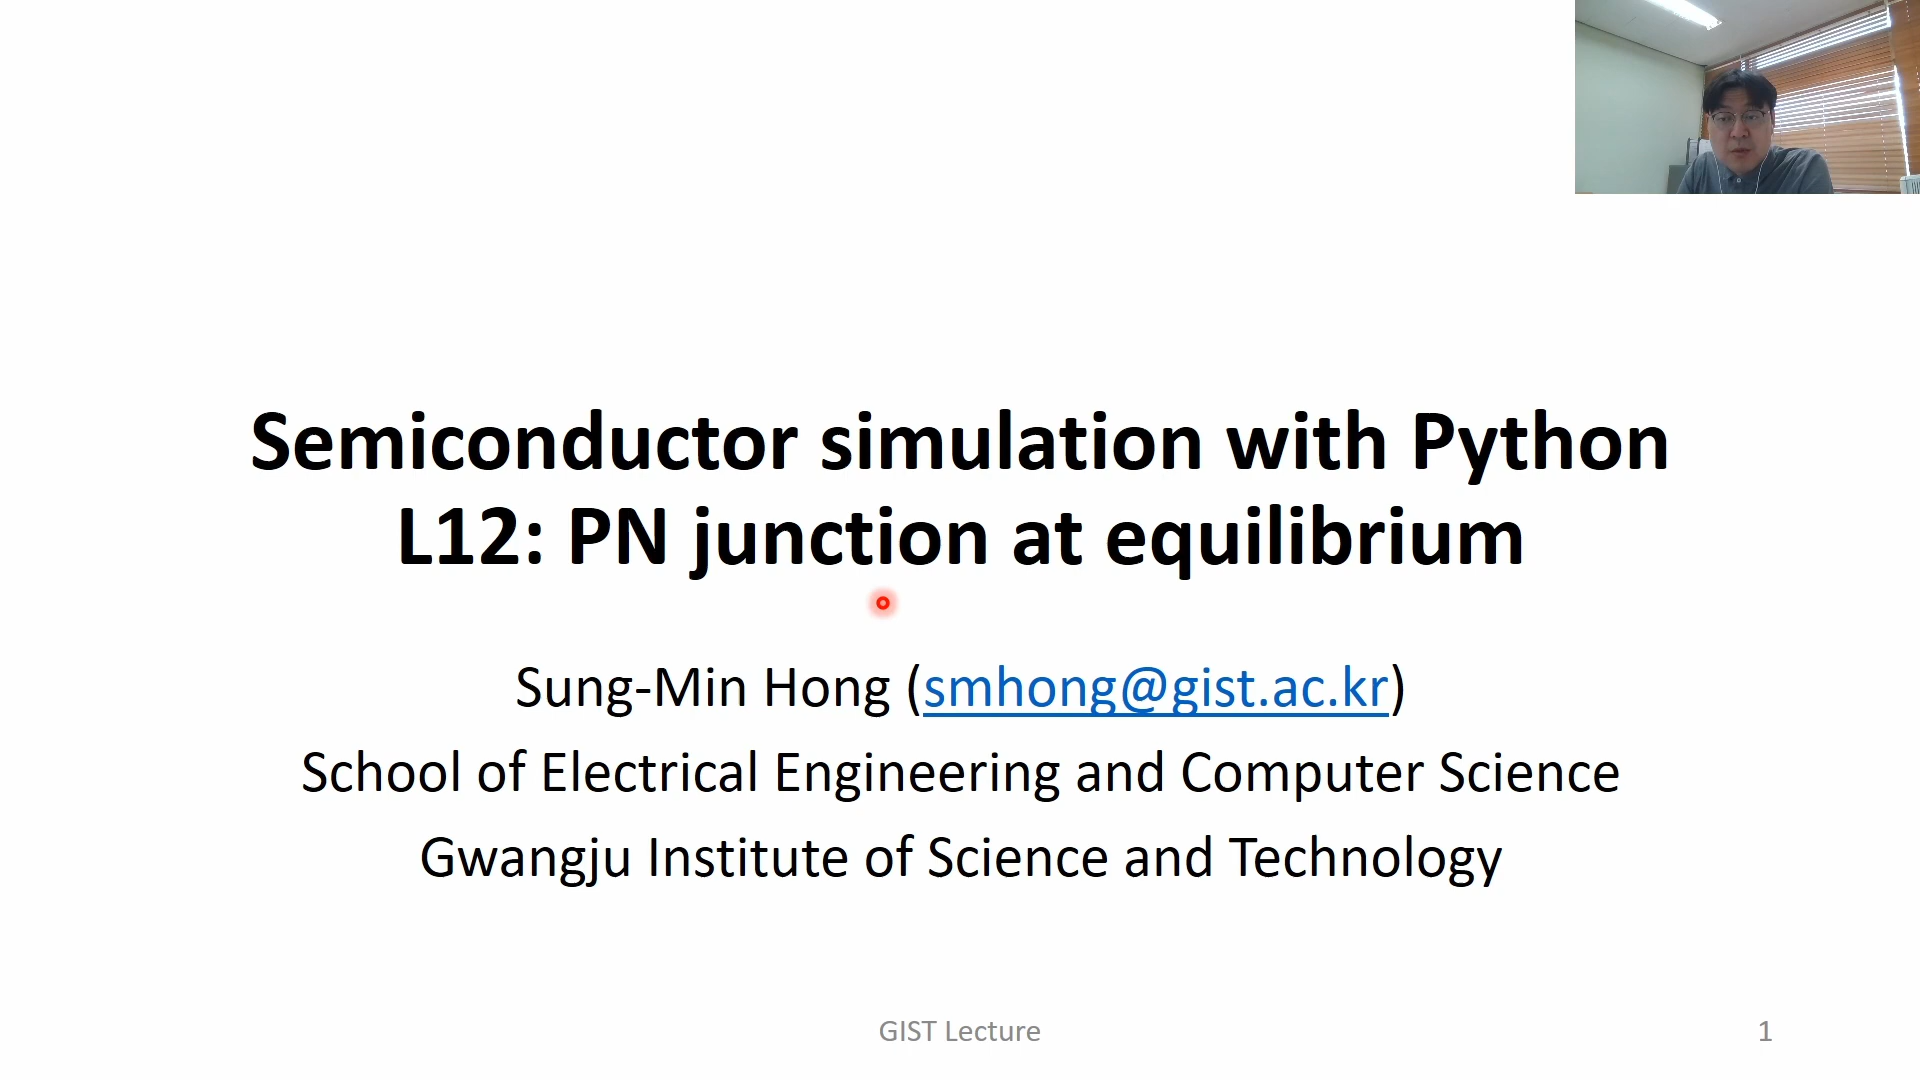 Semiconductor simulation with Python
L12: PN junction at equilibrium
Sung-Min Hong (smhong@gist.ac.kr)
School of Electrical Engineering and Computer Science
Gwangju Institute of Science and Technology
GIST Lecture
1